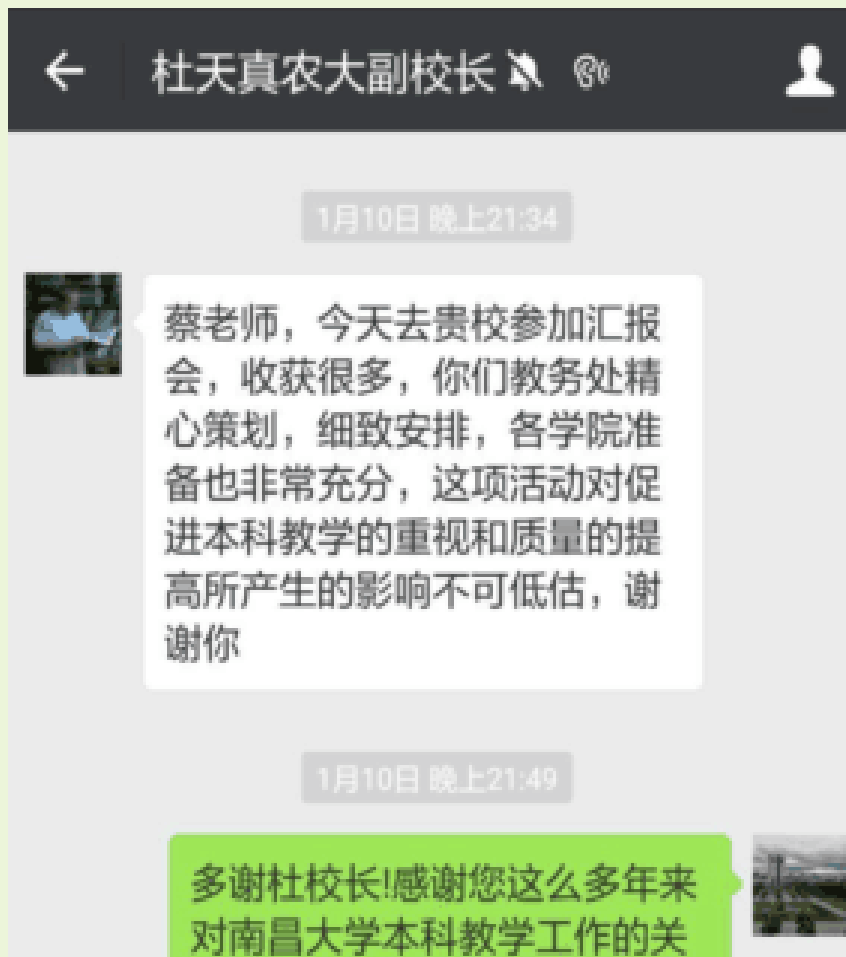 杜天真农大副校长
1月10日 晚上21:34
蔡老师，今天去贵校参加汇报
会，收获很多，你们教务处精
心策划，细致安排，各学院准
备也非常充分，这项活动对促
进本科教学的重视和质量的提
高所产生的影响不可低估，谢
谢你
1月10日 晚上21:49
多谢杜校长!感谢您这么多年来
对南昌大学本科教学工作的关